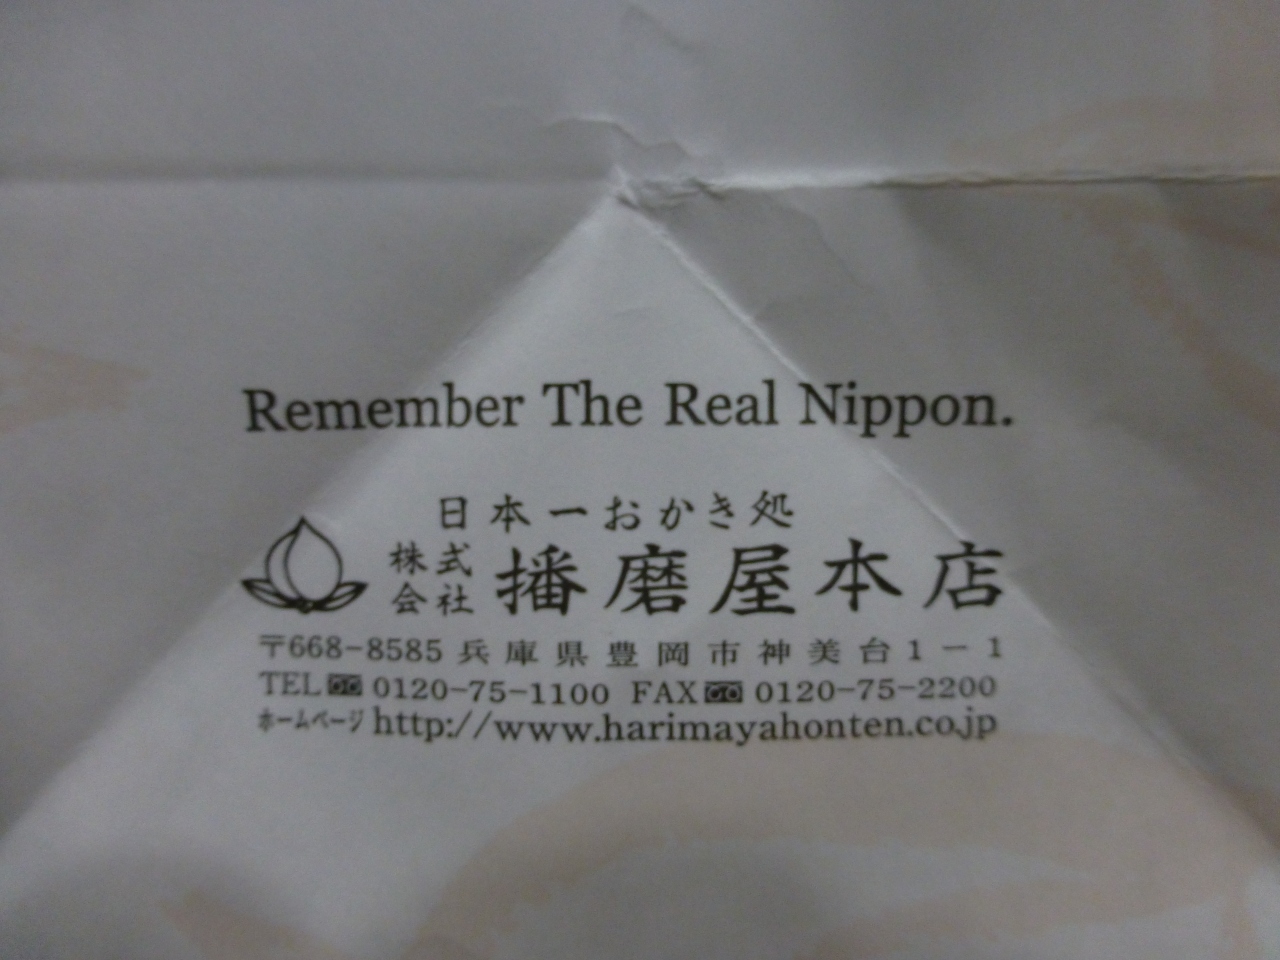 Remember The Real Nippon.
日本一おかき処
株式会社 播磨屋本店
〒668-8585 兵庫県豊岡市神美台1-1
TEL 0120-75-1100 FAX 0120-75-2200
ホームページ http://www.harimayahonten.co.jp